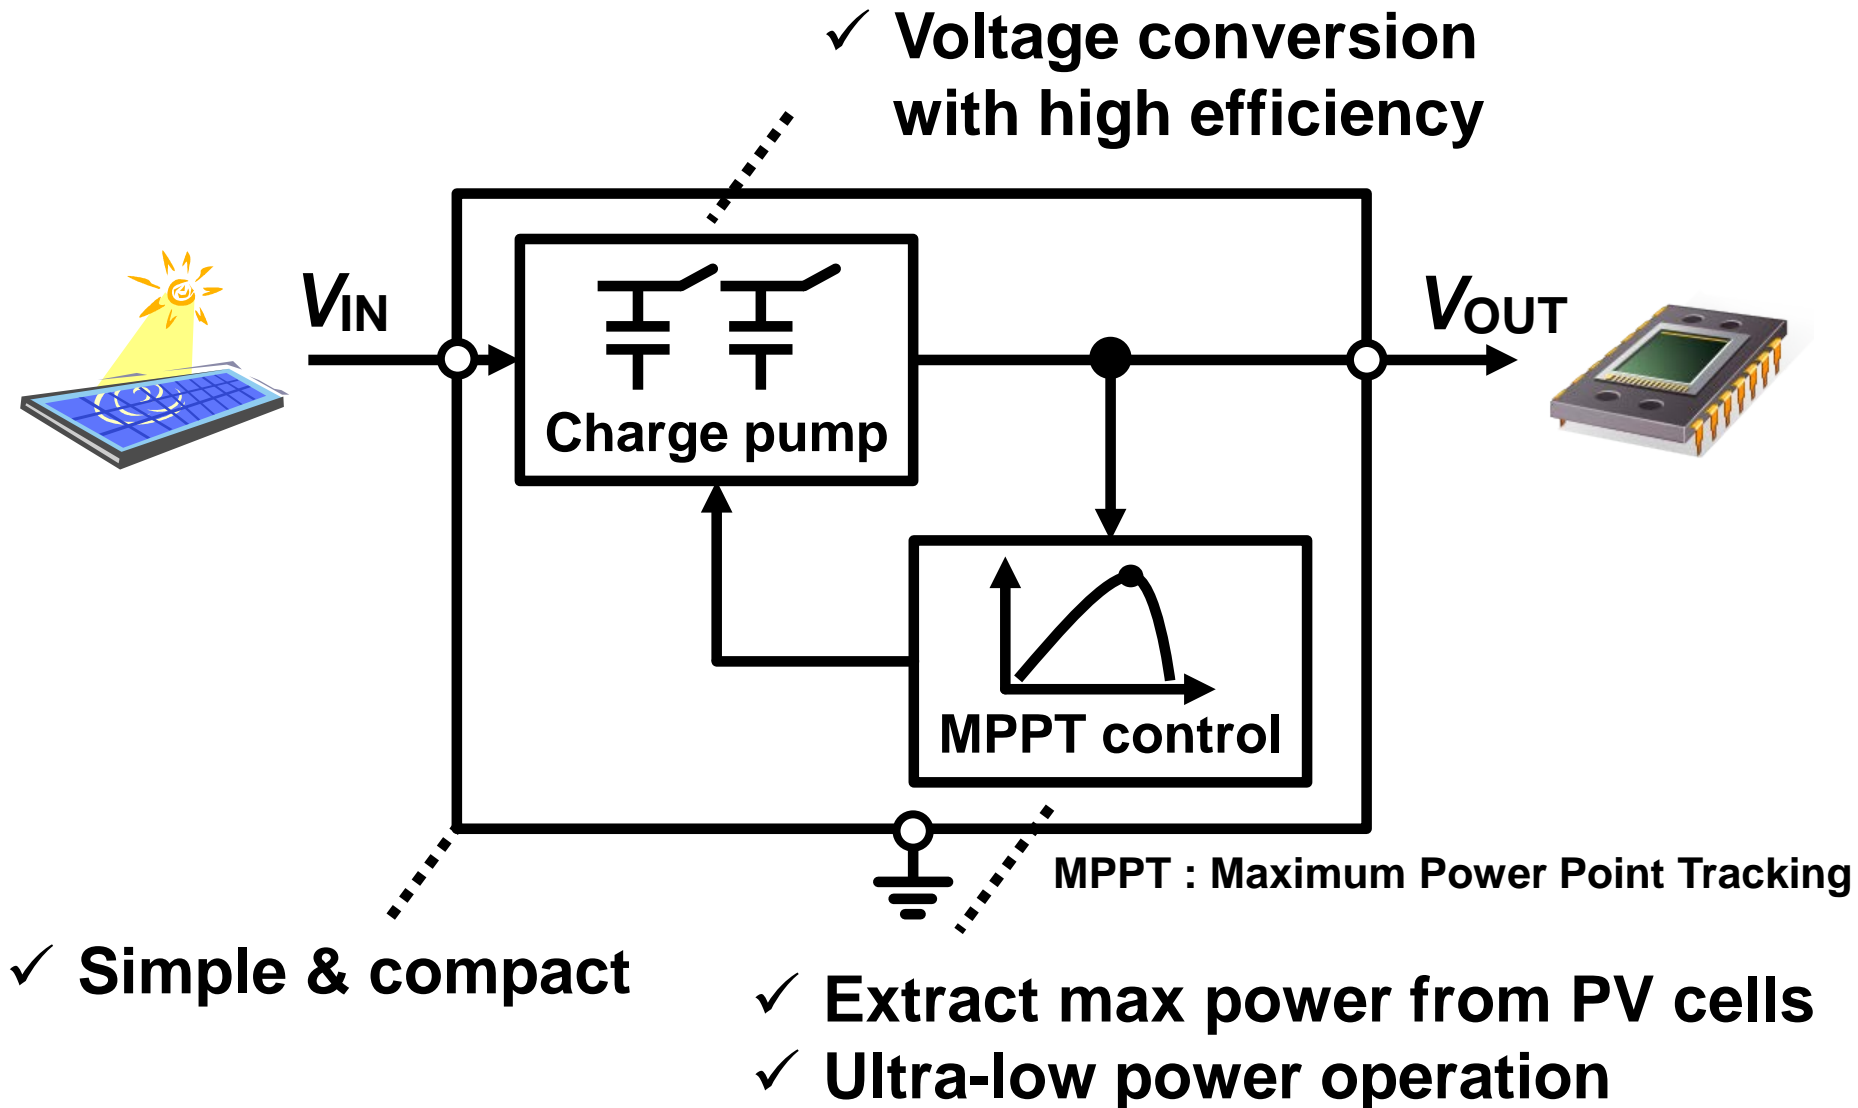 ✓ Voltage conversion
with high efficiency
VIN
VOUT
Charge pump
MPPT control
MPPT : Maximum Power Point Tracking
✓ Simple & compact
✓ Extract max power from PV cells
✓ Ultra-low power operation